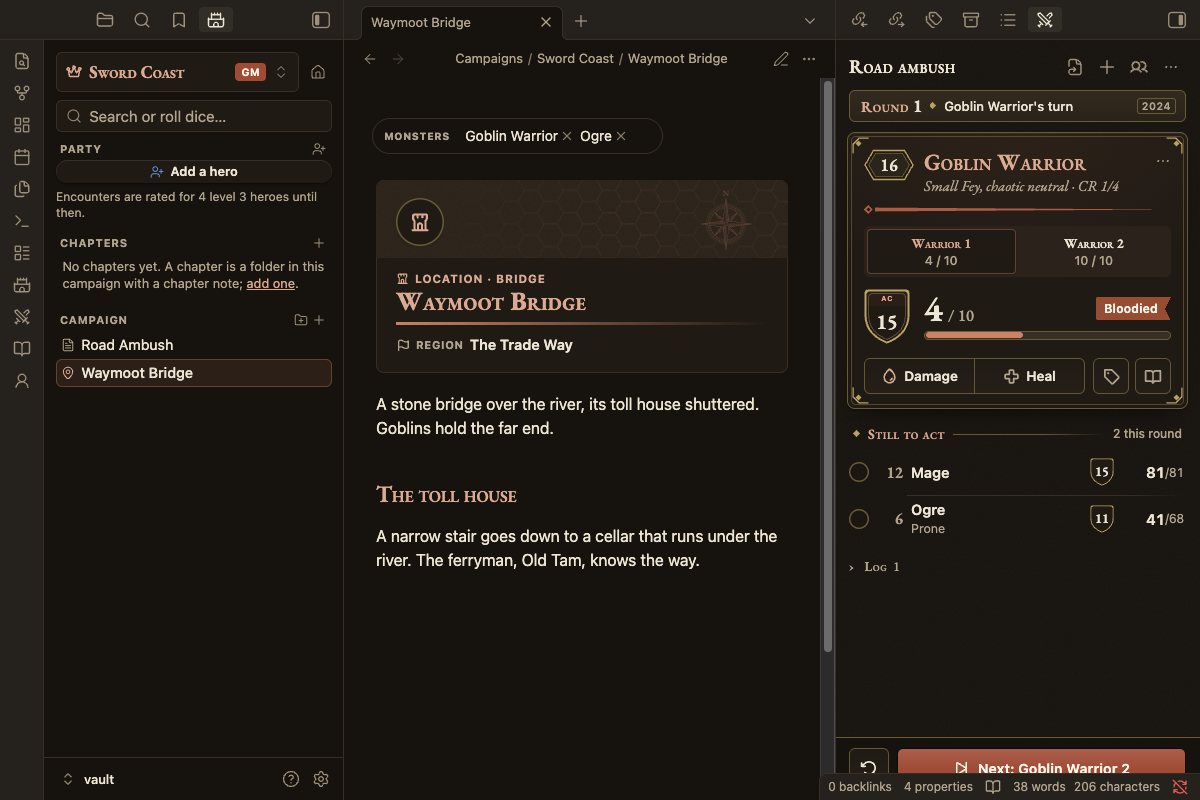 Sword Coast GM
Search or roll dice...
PARTY
Add a hero
Encounters are rated for 4 level 3 heroes until then.
CHAPTERS
No chapters yet. A chapter is a folder in this campaign with a chapter note; add one.
CAMPAIGN
Road Ambush
Waymoot Bridge
vault
Waymoot Bridge
Campaigns / Sword Coast / Waymoot Bridge
MONSTERS Goblin Warrior × Ogre ×
N
LOCATION · BRIDGE
Waymoot Bridge
REGION The Trade Way
A stone bridge over the river, its toll house shuttered.
Goblins hold the far end.
The toll house
A narrow stair goes down to a cellar that runs under the
river. The ferryman, Old Tam, knows the way.
Road ambush
Round 1 Goblin Warrior's turn 2024
16 Goblin Warrior
Small Fey, chaotic neutral · CR 1/4
Warrior 1
4 / 10
Warrior 2
10 / 10
AC
15
4 / 10
Bloodied
Damage Heal
Still to act 2 this round
12 Mage 15 81/81
6 Ogre 11 41/68
Prone
Log 1
Next: Goblin Warrior 2
0 backlinks 4 properties 38 words 206 characters